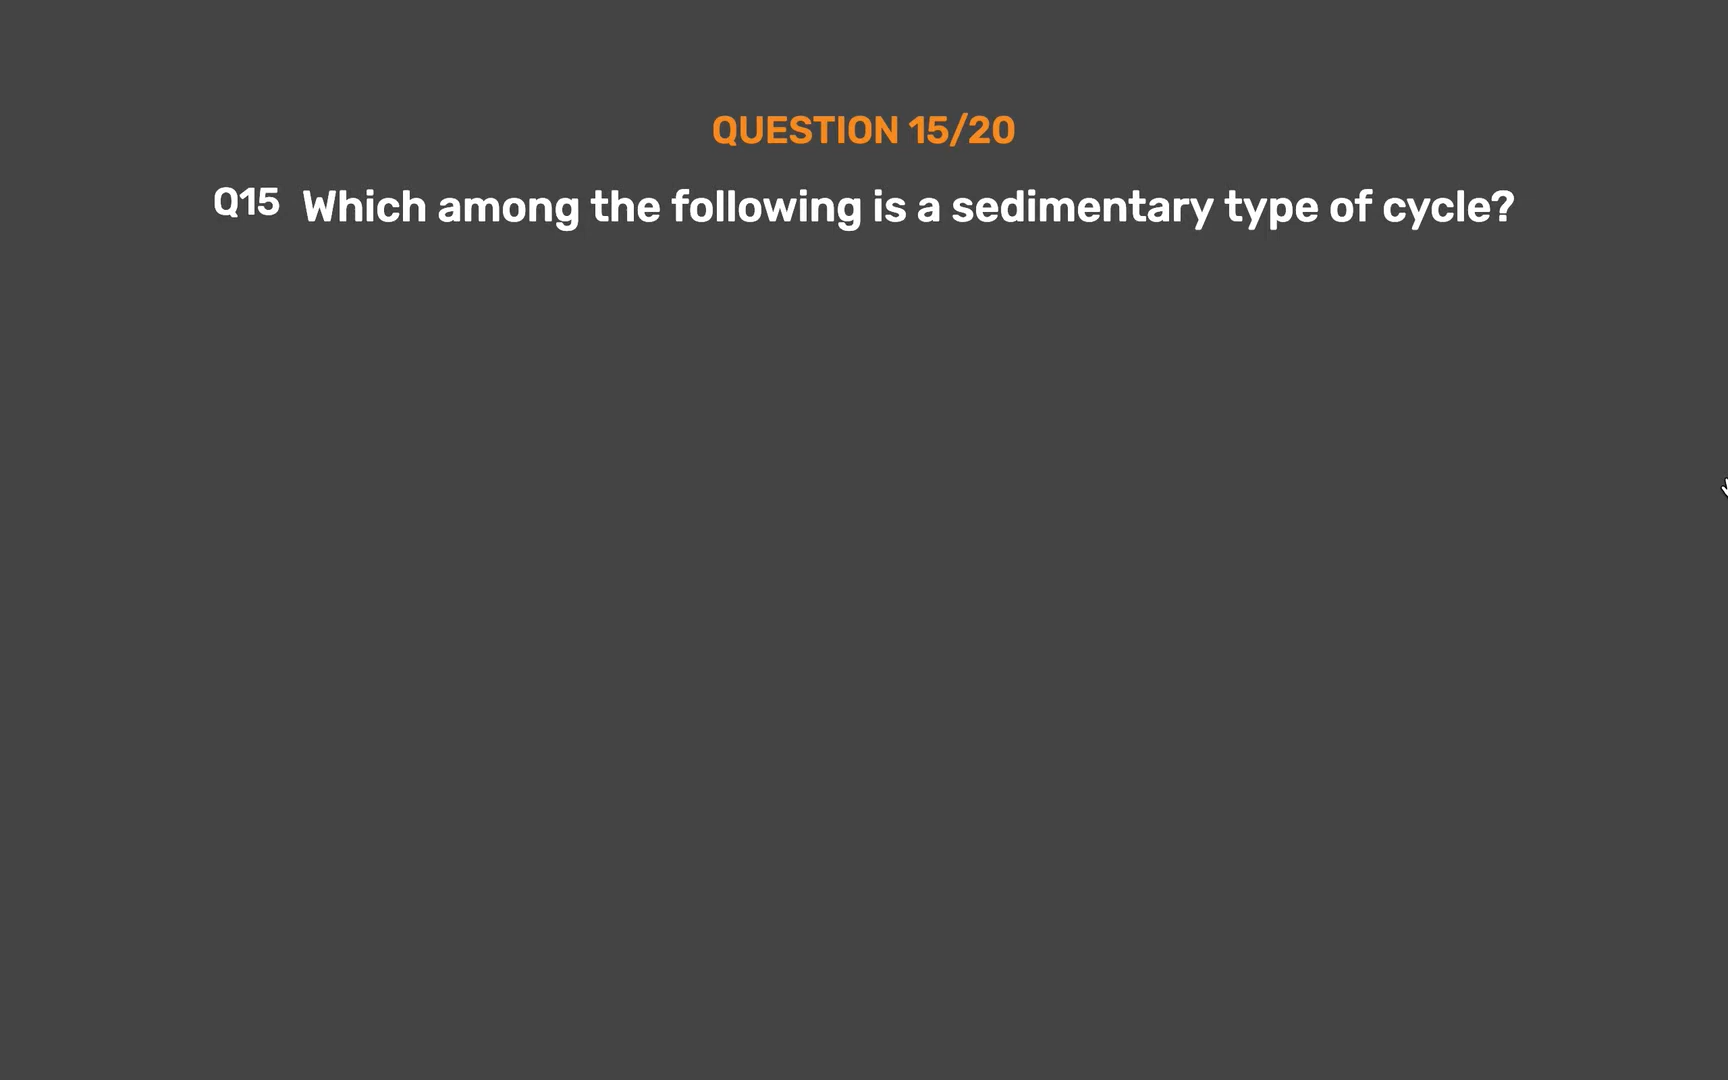 QUESTION 15/20
Q15 Which among the following is a sedimentary type of cycle?